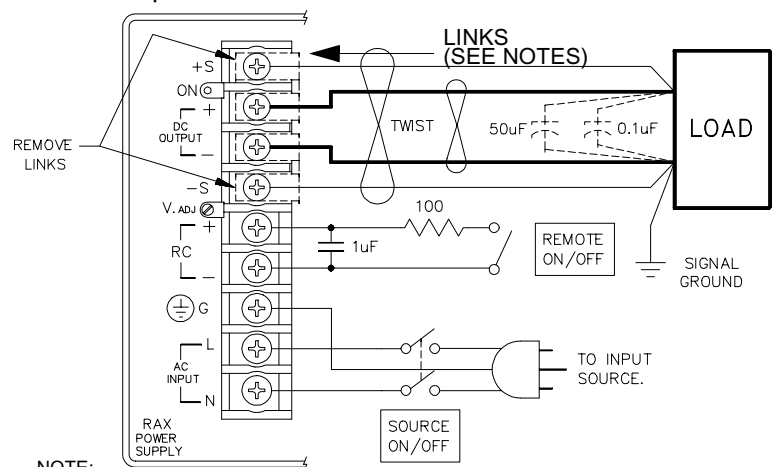 LINKS
(SEE NOTES)
+S
ON
+
DC
OUTPUT
−
REMOVE
LINKS
−S
V. ADJ
TWIST
50uF
0.1uF
LOAD
+
RC
−
100
1uF
REMOTE
ON/OFF
SIGNAL
GROUND
G
L
AC
INPUT
N
TO INPUT
SOURCE.
SOURCE
ON/OFF
RAX
POWER
SUPPLY
NOTE: